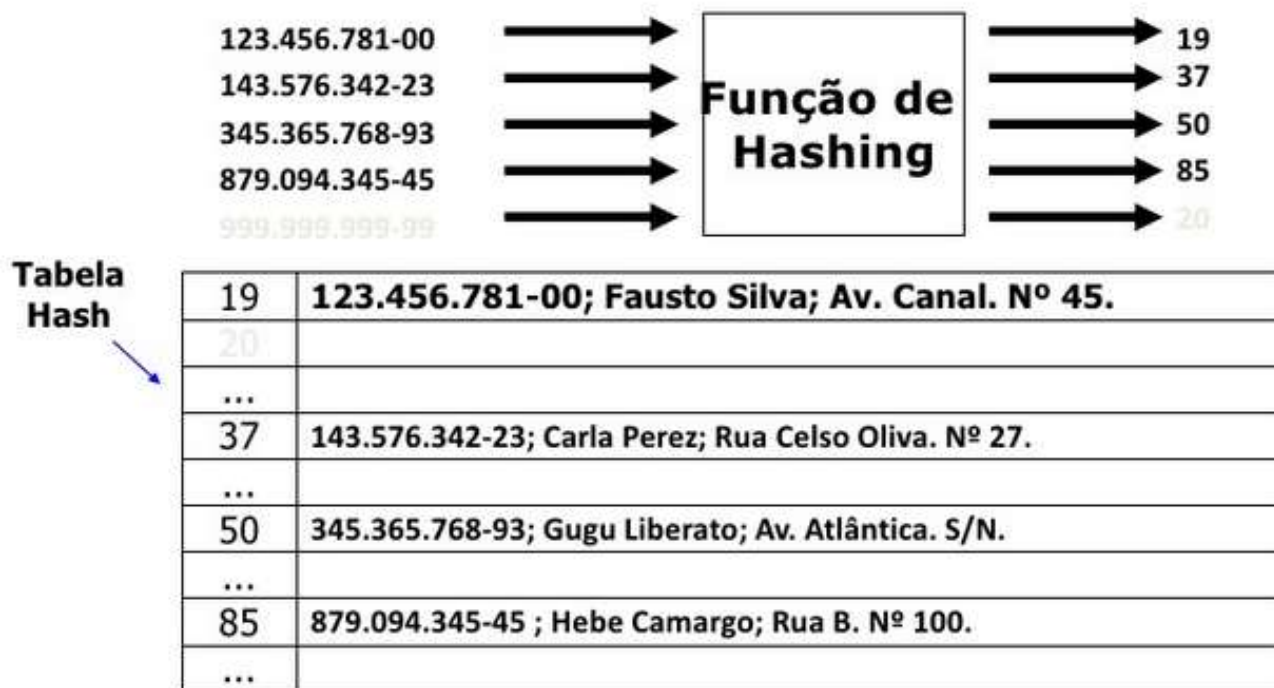 123.456.781-00 19
143.576.342-23 37
345.365.768-93 50
879.094.345-45 85
999.999.999-99 20
Função de
Hashing
Tabela
Hash
19 123.456.781-00; Fausto Silva; Av. Canal. Nº 45.
20
...
37 143.576.342-23; Carla Perez; Rua Celso Oliva. Nº 27.
...
50 345.365.768-93; Gugu Liberato; Av. Atlântica. S/N.
...
85 879.094.345-45 ; Hebe Camargo; Rua B. Nº 100.
...